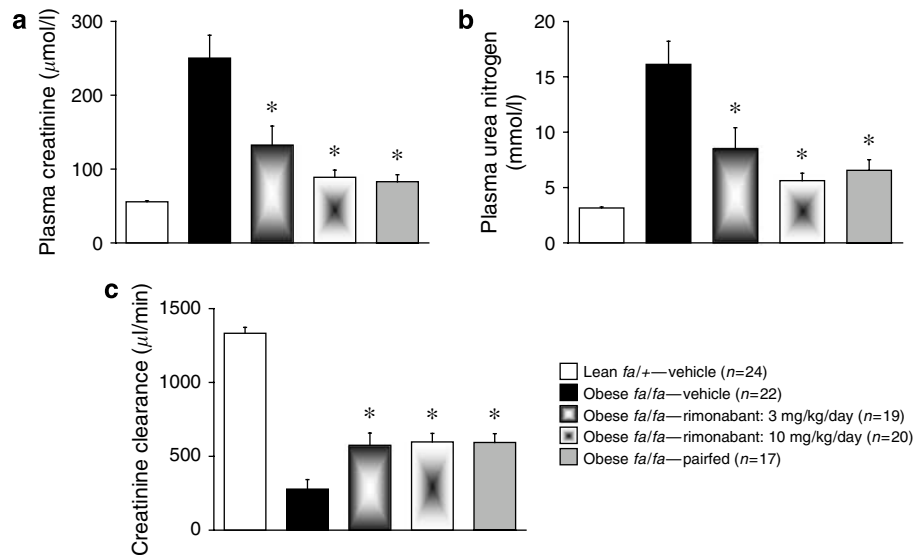 a
Plasma creatinine (μmol/l)
300
200
100
0
*
*
*
b
Plasma urea nitrogen
(mmol/l)
20
15
10
5
0
*
*
*
c
Creatinine clearance (μl/min)
1500
1000
500
0
*
*
*
Lean fa/+—vehicle (n=24)
Obese fa/fa—vehicle (n=22)
Obese fa/fa—rimonabant: 3 mg/kg/day (n=19)
Obese fa/fa—rimonabant: 10 mg/kg/day (n=20)
Obese fa/fa—pairfed (n=17)